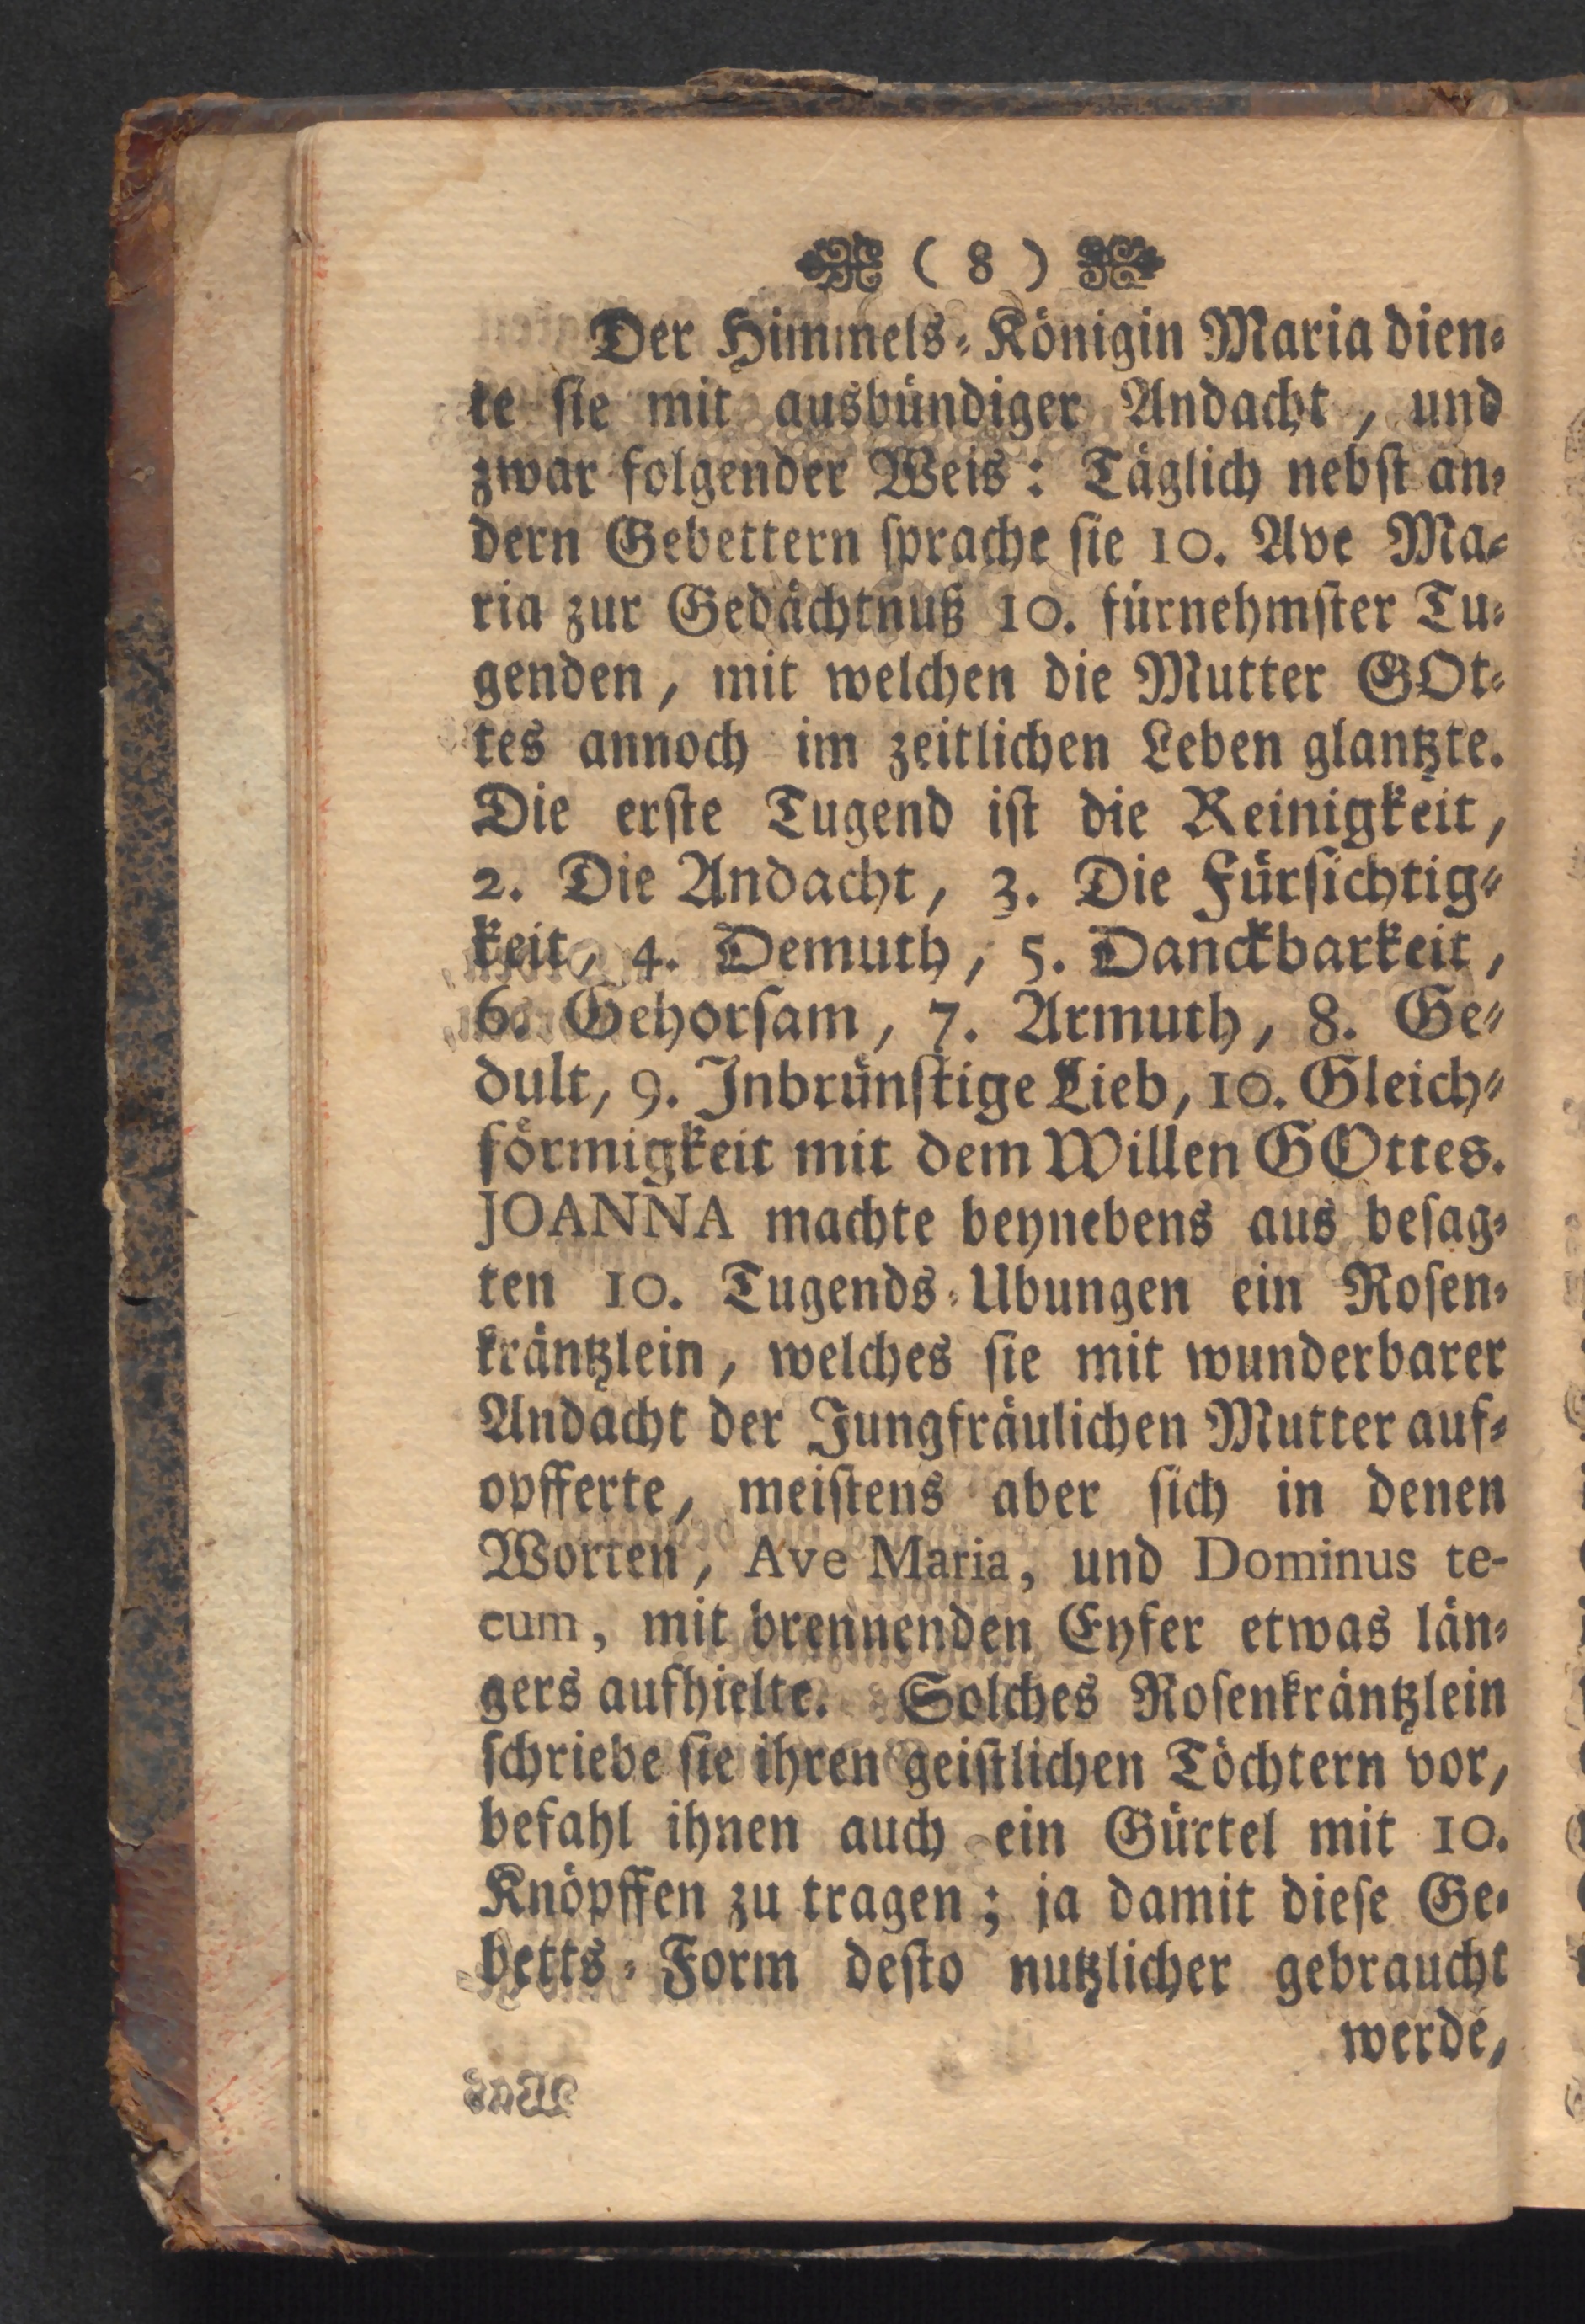 ( 8 )
Der Himmels-Königin Maria dien-
te sie mit ausbündiger Andacht, und
zwar folgender Weis: Täglich nebst an-
dern Gebettern sprache sie 10. Ave Ma-
ria zur Gedächtnuß 10. fürnehmster Tu-
genden, mit welchen die Mutter GOt-
tes annoch im zeitlichen Leben glantzte.
Die erste Tugend ist die Reinigkeit,
2. Die Andacht, 3. Die Fürsichtig-
keit, 4. Demuth, 5. Danckbarkeit,
6. Gehorsam, 7. Armuth, 8. Ge-
dult, 9. Inbrünstige Lieb, 10. Gleich-
förmigkeit mit dem Willen GOttes.
JOANNA machte beynebens aus besag-
ten 10. Tugends-Ubungen ein Rosen-
kräntzlein, welches sie mit wunderbarer
Andacht der Jungfräulichen Mutter auf-
opfferte, meistens aber sich in denen
Worten, Ave Maria, und Dominus te-
cum, mit brennenden Eyfer etwas län-
gers aufhielte. Solches Rosenkräntzlein
schriebe sie ihren geistlichen Töchtern vor,
befahl ihnen auch ein Gürtel mit 10.
Knöpffen zu tragen; ja damit diese Ge-
betts-Form desto nutzlicher gebraucht
werde,